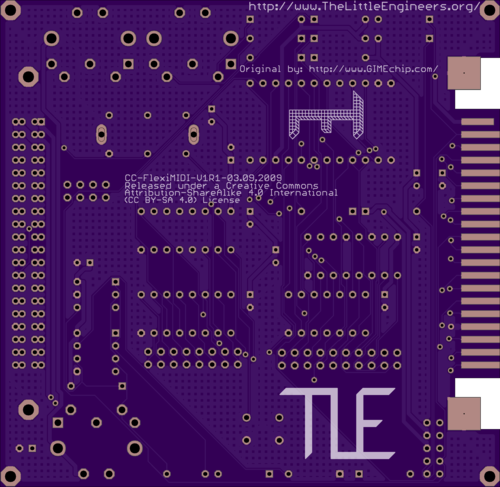 http://www.TheLittleEngineers.org/
Original by: http://www.GIMEchip.com/
CC-FlexiMIDI-V1R1-03.09.2009
Released under a Creative Commons
Attribution-ShareAlike 4.0 International
(CC BY-SA 4.0) License
TLE